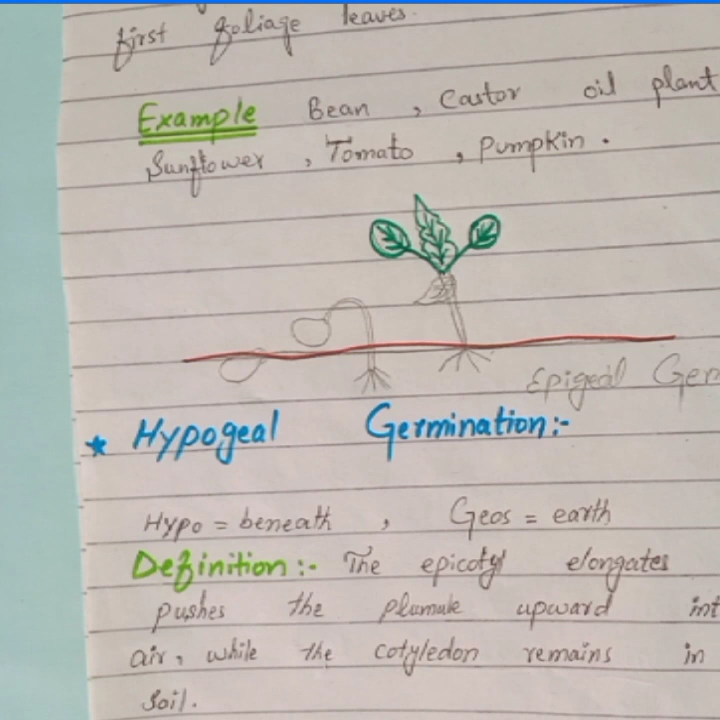 first foliage leaves.
Example Bean , Castor oil plant
Sunflower , Tomato , Pumpkin .
Epigeal Ger
* Hypogeal Germination:-
Hypo = beneath , Geos = earth
Definition :- The epicotyl elongates
pushes the plumule upward int
air, while the cotyledon remains in
Soil.